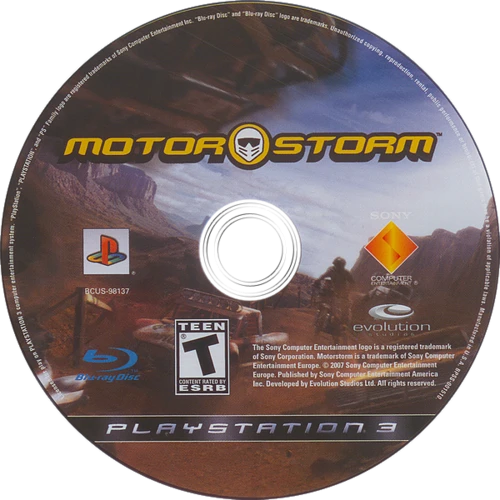 MOTORSTORM™
SONY
COMPUTER
ENTERTAINMENT
BCUS-98137
evolution
STUDIOS
TEEN
T
CONTENT RATED BY
ESRB
Blu-ray Disc
The Sony Computer Entertainment logo is a registered trademark
of Sony Corporation. Motorstorm is a trademark of Sony Computer
Entertainment Europe. © 2007 Sony Computer Entertainment
Europe. Published by Sony Computer Entertainment America
Inc. Developed by Evolution Studios Ltd. All rights reserved.
PLAYSTATION 3
"PlayStation", "PLAYSTATION" and "PS" Family logo are registered trademarks of Sony Computer Entertainment Inc. "Blu-ray Disc" and "Blu-ray Disc" logo are trademarks. Unauthorized copying, reproduction, rental, public performance